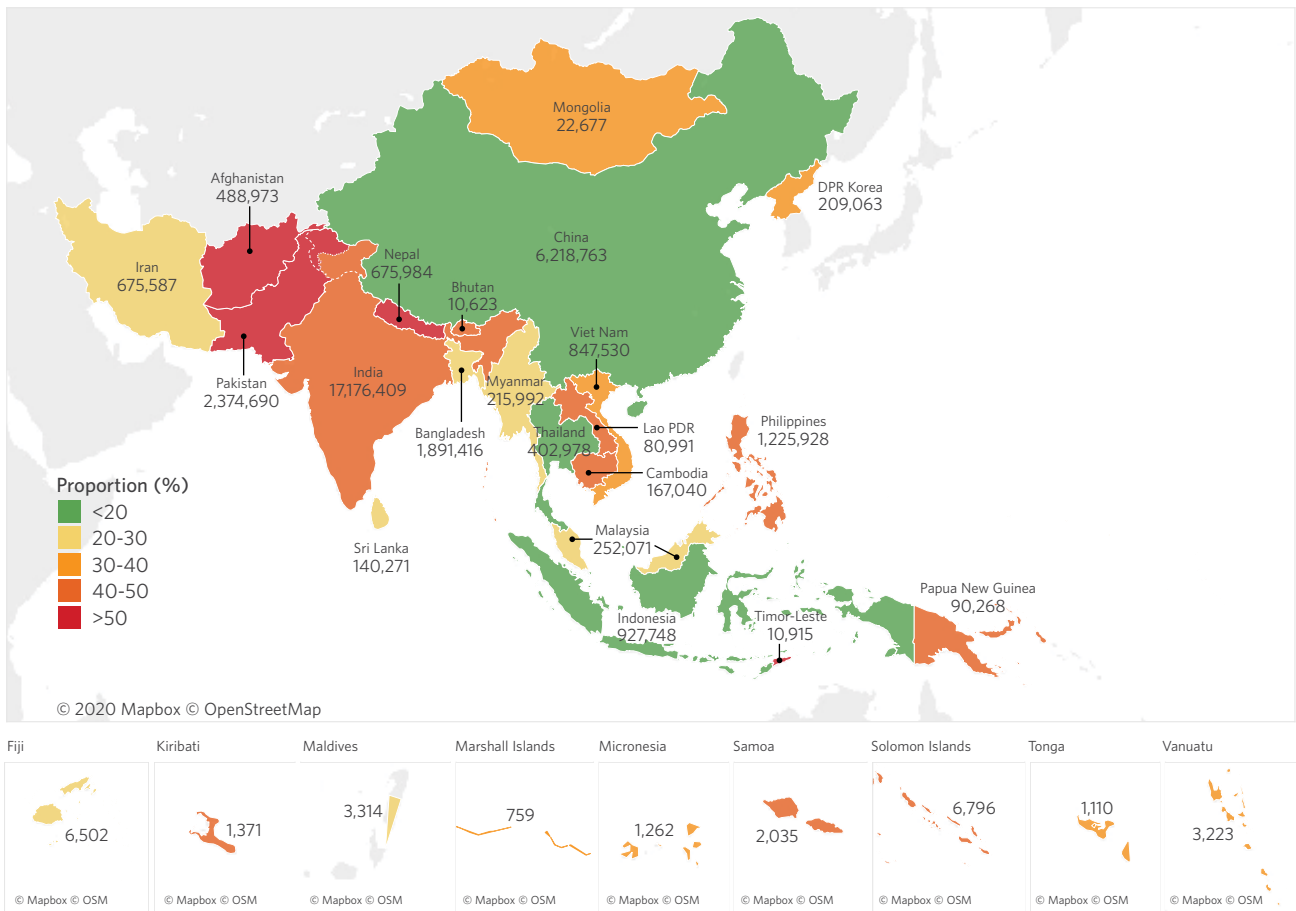 Mongolia
22,677
Afghanistan
488,973
DPR Korea
209,063
China
6,218,763
Nepal
675,984
Iran
675,587
Bhutan
10,623
Viet Nam
847,530
India
17,176,409
Myanmar
215,992
Pakistan
2,374,690
Philippines
1,225,928
Bangladesh
1,891,416
Thailand
402,978
Lao PDR
80,991
Cambodia
167,040
Proportion (%)
<20
20-30
30-40
40-50
>50
Malaysia
252,071
Sri Lanka
140,271
Papua New Guinea
90,268
Indonesia
927,748
Timor-Leste
10,915
© 2020 Mapbox © OpenStreetMap
Fiji
6,502
© Mapbox © OSM
Kiribati
1,371
© Mapbox © OSM
Maldives
3,314
© Mapbox © OSM
Marshall Islands
759
© Mapbox © OSM
Micronesia
1,262
© Mapbox © OSM
Samoa
2,035
© Mapbox © OSM
Solomon Islands
6,796
© Mapbox © OSM
Tonga
1,110
© Mapbox © OSM
Vanuatu
3,223
© Mapbox © OSM